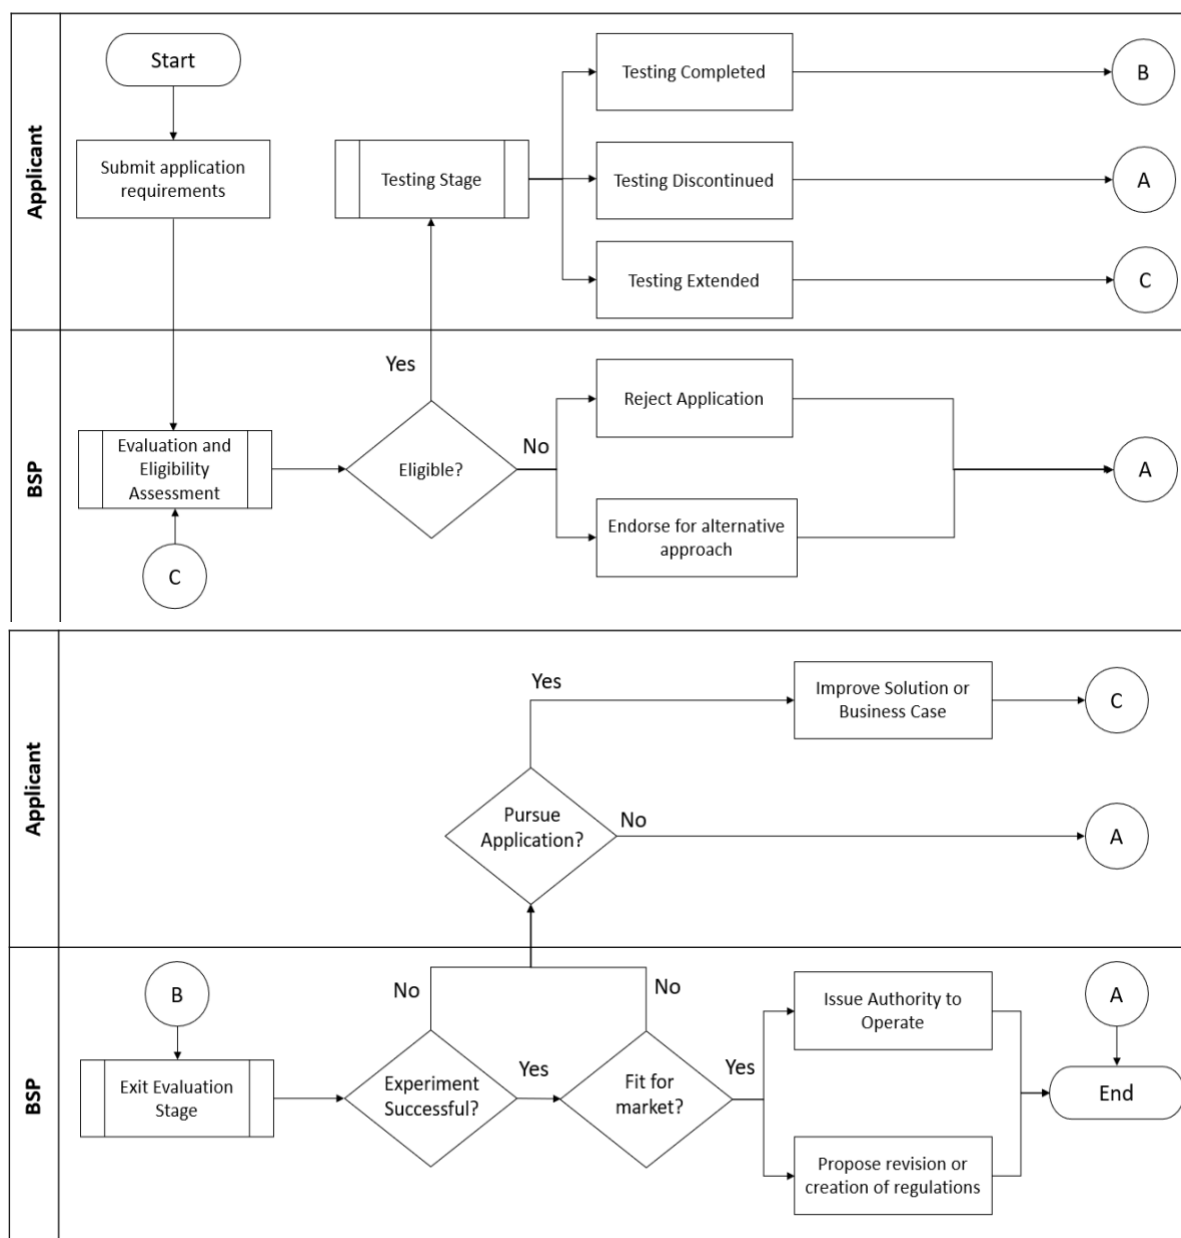 Applicant
Start
Submit application
requirements
Testing Stage
Testing Completed
B
Testing Discontinued
A
Testing Extended
C
BSP
Evaluation and
Eligibility
Assessment
C
Eligible?
Yes
No
Reject Application
Endorse for alternative
approach
A
Applicant
Pursue
Application?
Yes
Improve Solution or
Business Case
C
No
A
BSP
B
Exit Evaluation
Stage
Experiment
Successful?
No
Yes
Fit for
market?
No
Yes
Issue Authority to
Operate
Propose revision or
creation of regulations
A
End